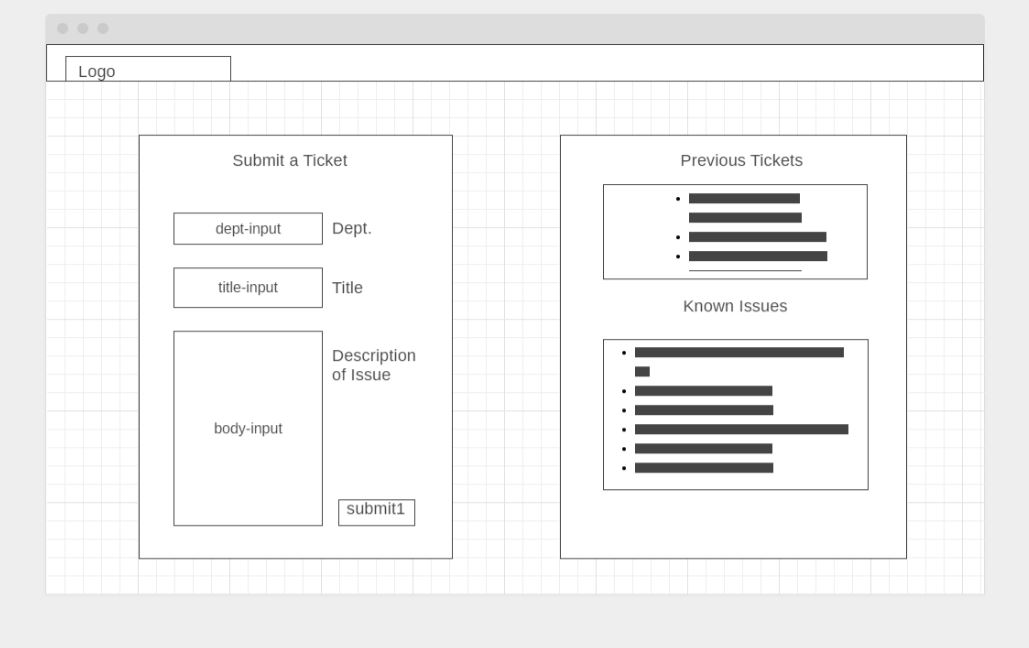 Logo
Submit a Ticket
dept-input
Dept.
title-input
Title
body-input
Description
of Issue
submit1
Previous Tickets
Known Issues